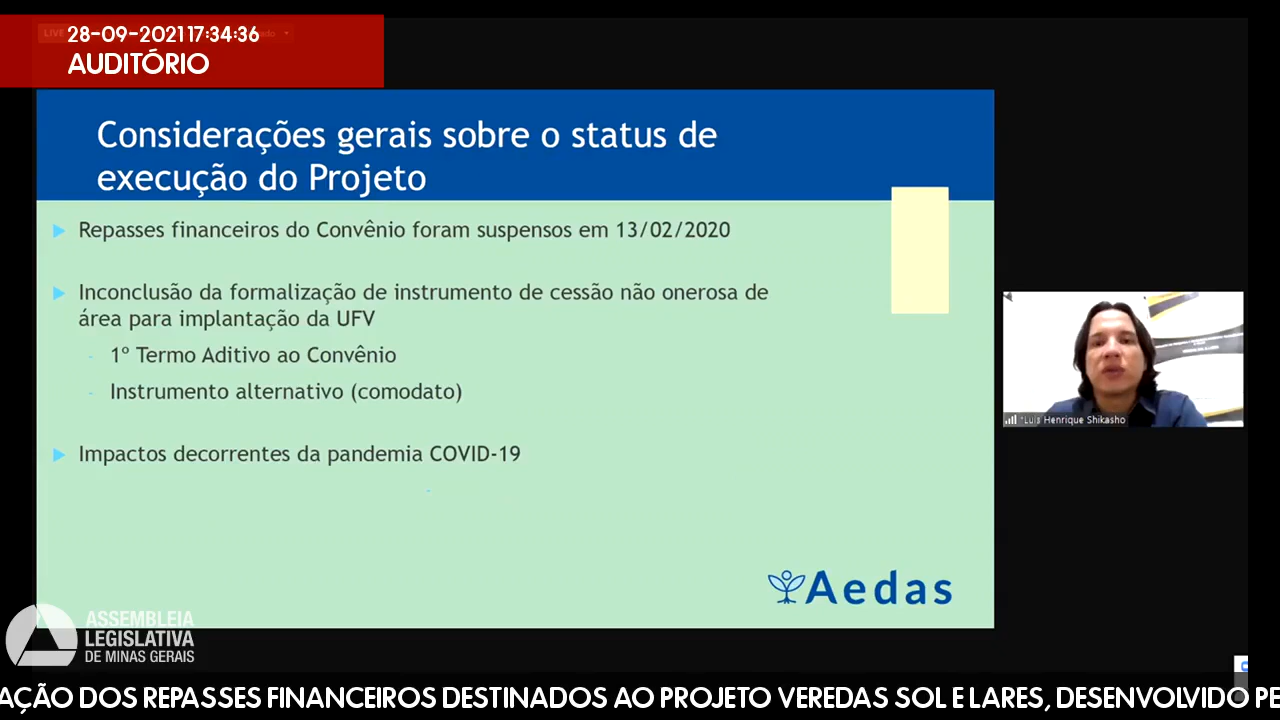 LIVE
28-09-2021 17:34:36
AUDITÓRIO
Considerações gerais sobre o status de
execução do Projeto
Repasses financeiros do Convênio foram suspensos em 13/02/2020
Inconclusão da formalização de instrumento de cessão não onerosa de
área para implantação da UFV
- 1º Termo Aditivo ao Convênio
- Instrumento alternativo (comodato)
Impactos decorrentes da pandemia COVID-19
-
Aedas
*Luis Henrique Shikasho
ASSEMBLEIA
LEGISLATIVA
DE MINAS GERAIS
AÇÃO DOS REPASSES FINANCEIROS DESTINADOS AO PROJETO VEREDAS SOL E LARES, DESENVOLVIDO PE